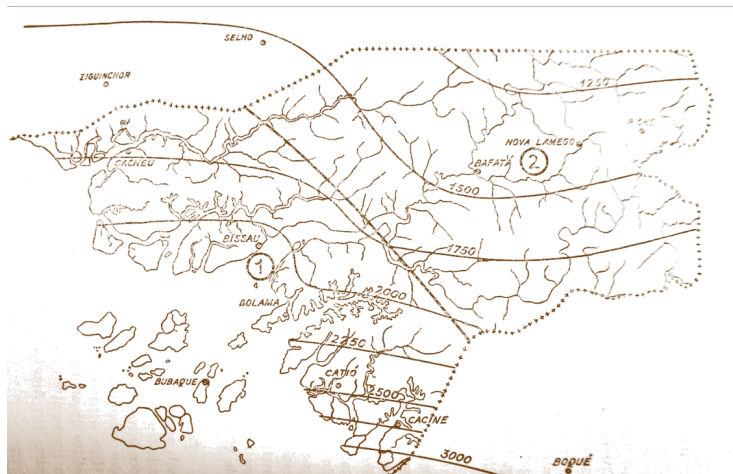 SELHO
ZIGUINCHOR
1250
PICHE
NOVA LAMEGO
2
CACHEU
BAFATÁ
1500
BISSAU
1750
1
2000
BOLAMA
2250
CATIÓ
BUBAQUE
2500
CACINE
3000
BOQUÉ